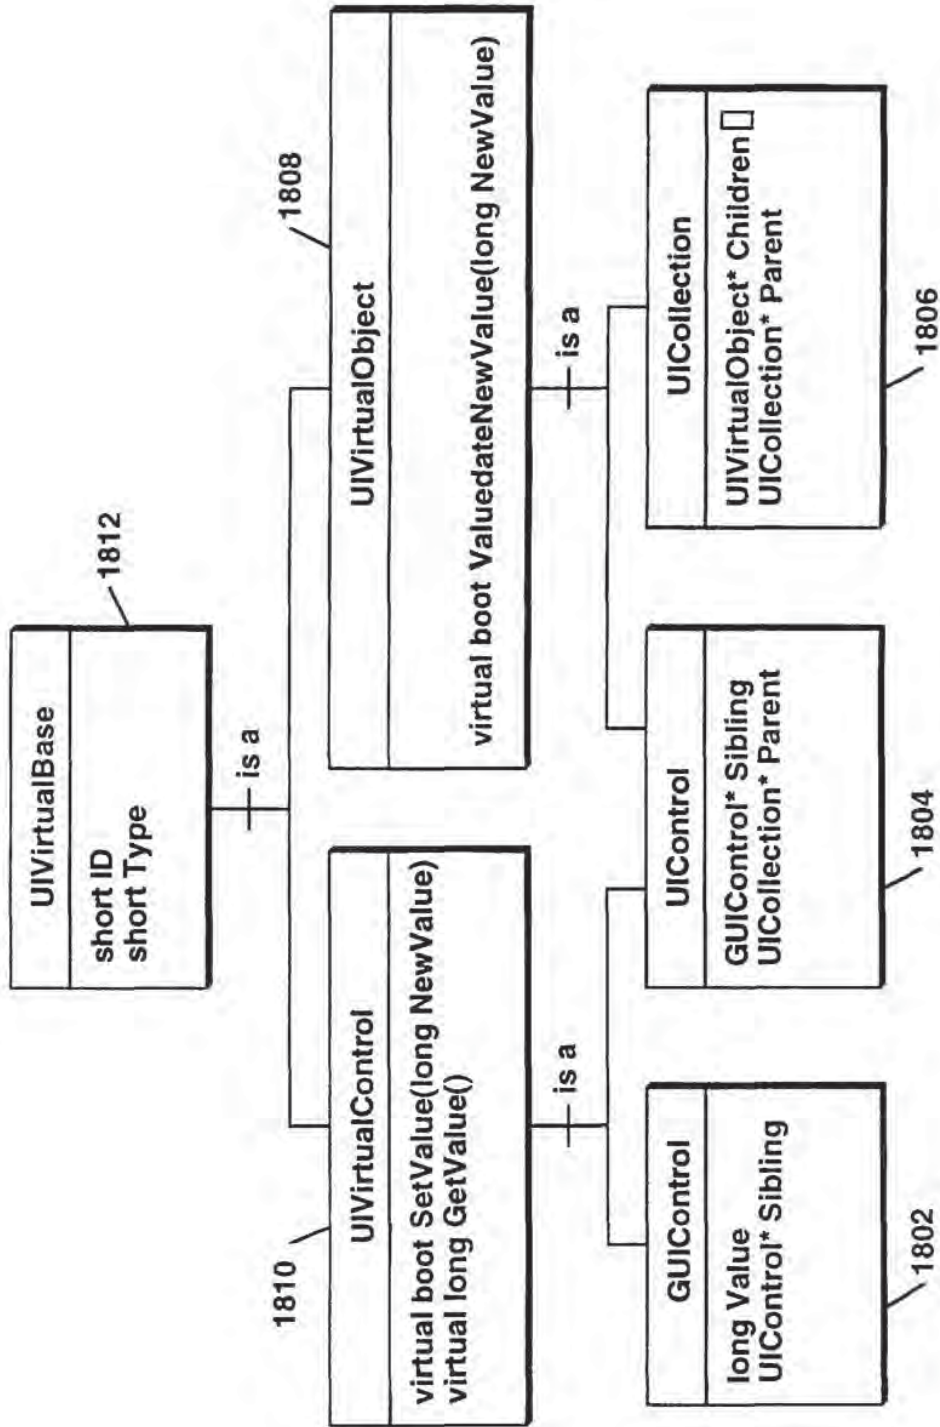 UIVirtualBase
short ID
short Type
1812
is a
1810
UIVirtualControl
virtual boot SetValue(long NewValue)
virtual long GetValue()
1808
UIVirtualObject
virtual boot ValuedateNewValue(long NewValue)
is a
is a
GUIControl
long Value
UIControl* Sibling
1802
UIControl
GUIControl* Sibling
UICollection* Parent
1804
UICollection
UIVirtualObject* Children[]
UICollection* Parent
1806